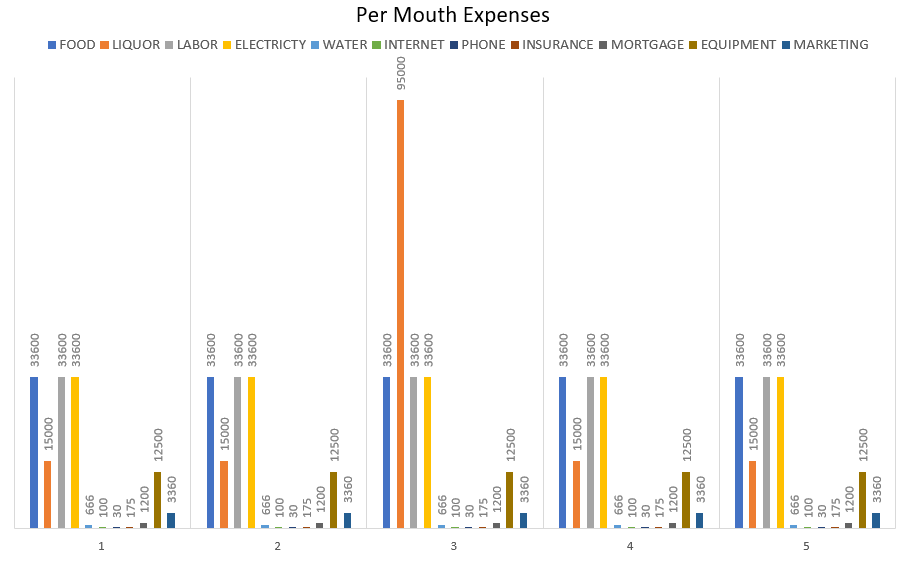 Per Mouth Expenses
FOOD LIQUOR LABOR ELECTRICTY WATER INTERNET PHONE INSURANCE MORTGAGE EQUIPMENT MARKETING
33600 15000 33600 33600 666 100 30 175 1200 12500 3360
33600 15000 33600 33600 666 100 30 175 1200 12500 3360
33600 95000 33600 33600 666 100 30 175 1200 12500 3360
33600 15000 33600 33600 666 100 30 175 1200 12500 3360
33600 15000 33600 33600 666 100 30 175 1200 12500 3360
1 2 3 4 5